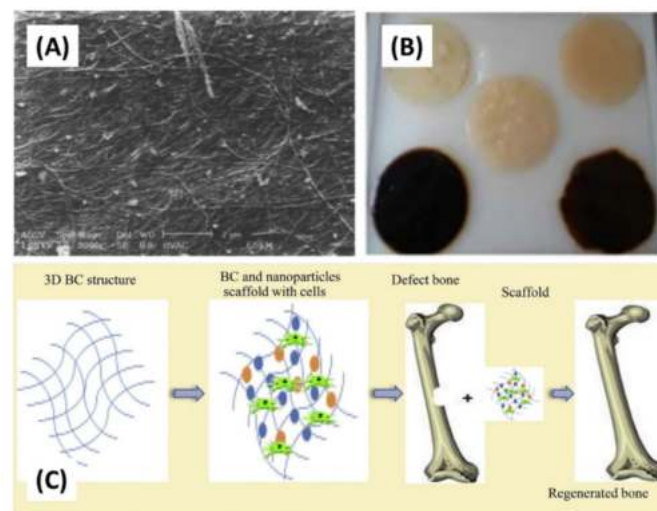 (A)
(B)
3D BC structure
BC and nanoparticles
scaffold with cells
Defect bone
Scaffold
+
(C)
Regenerated bone